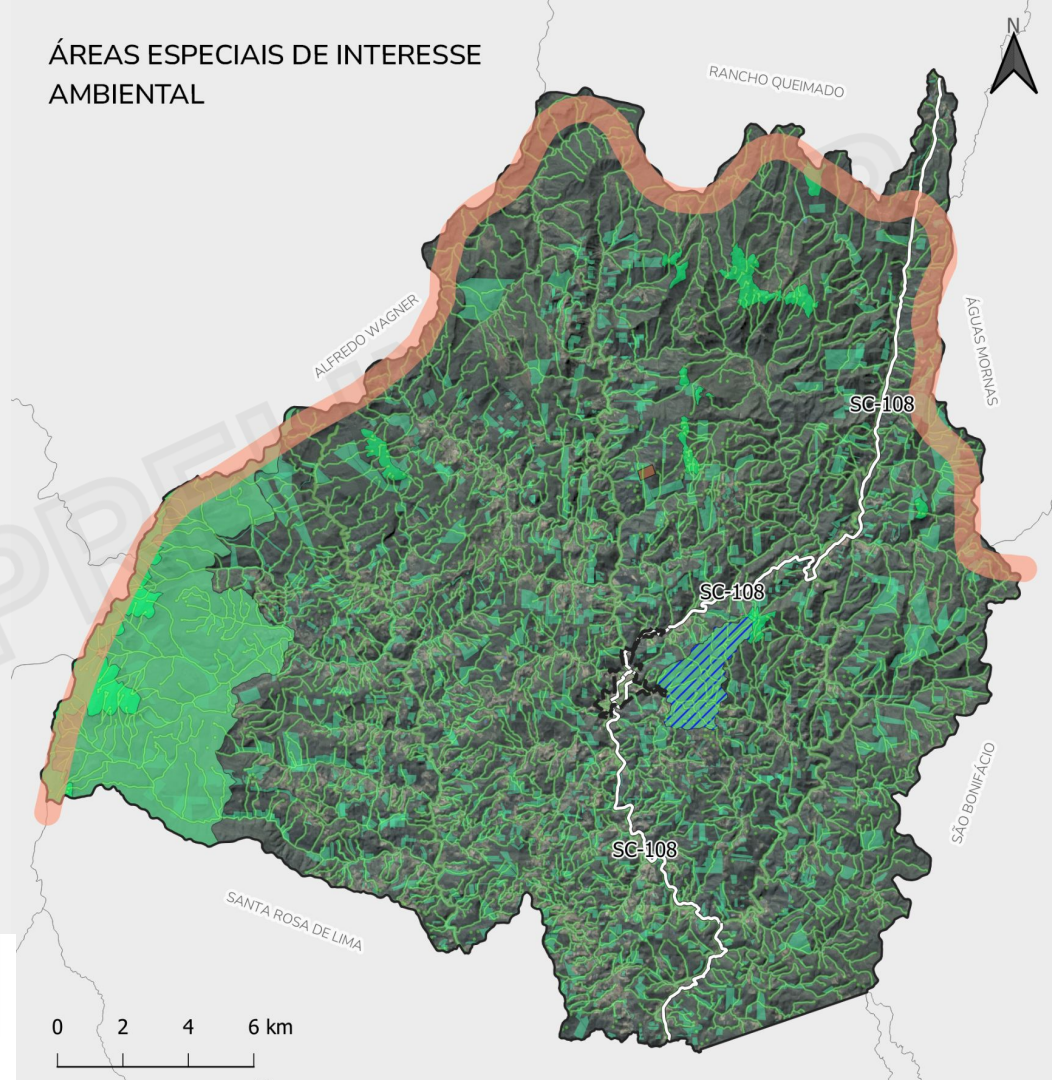 ÁREAS ESPECIAIS DE INTERESSE
AMBIENTAL
N
RANCHO QUEIMADO
ALFREDO WAGNER
ÁGUAS MORNAS
SC-108
SC-108
SÃO BONIFÁCIO
SC-108
SANTA ROSA DE LIMA
0 2 4 6 km